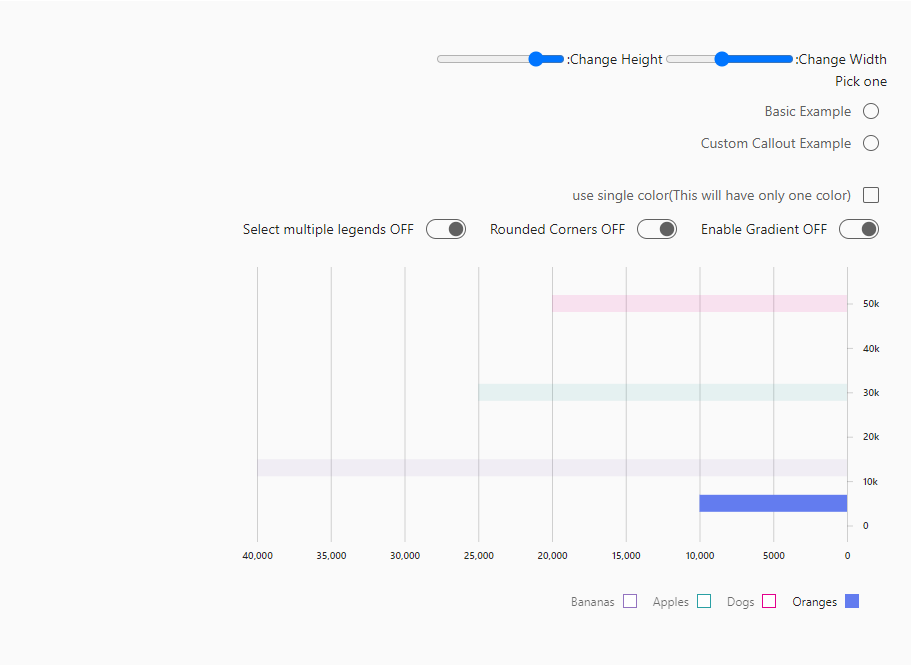 :Change Height :Change Width
Pick one
Basic Example
Custom Callout Example
use single color(This will have only one color)
Select multiple legends OFF Rounded Corners OFF Enable Gradient OFF
50k
40k
30k
20k
10k
0
40,000 35,000 30,000 25,000 20,000 15,000 10,000 5000 0
Bananas Apples Dogs Oranges